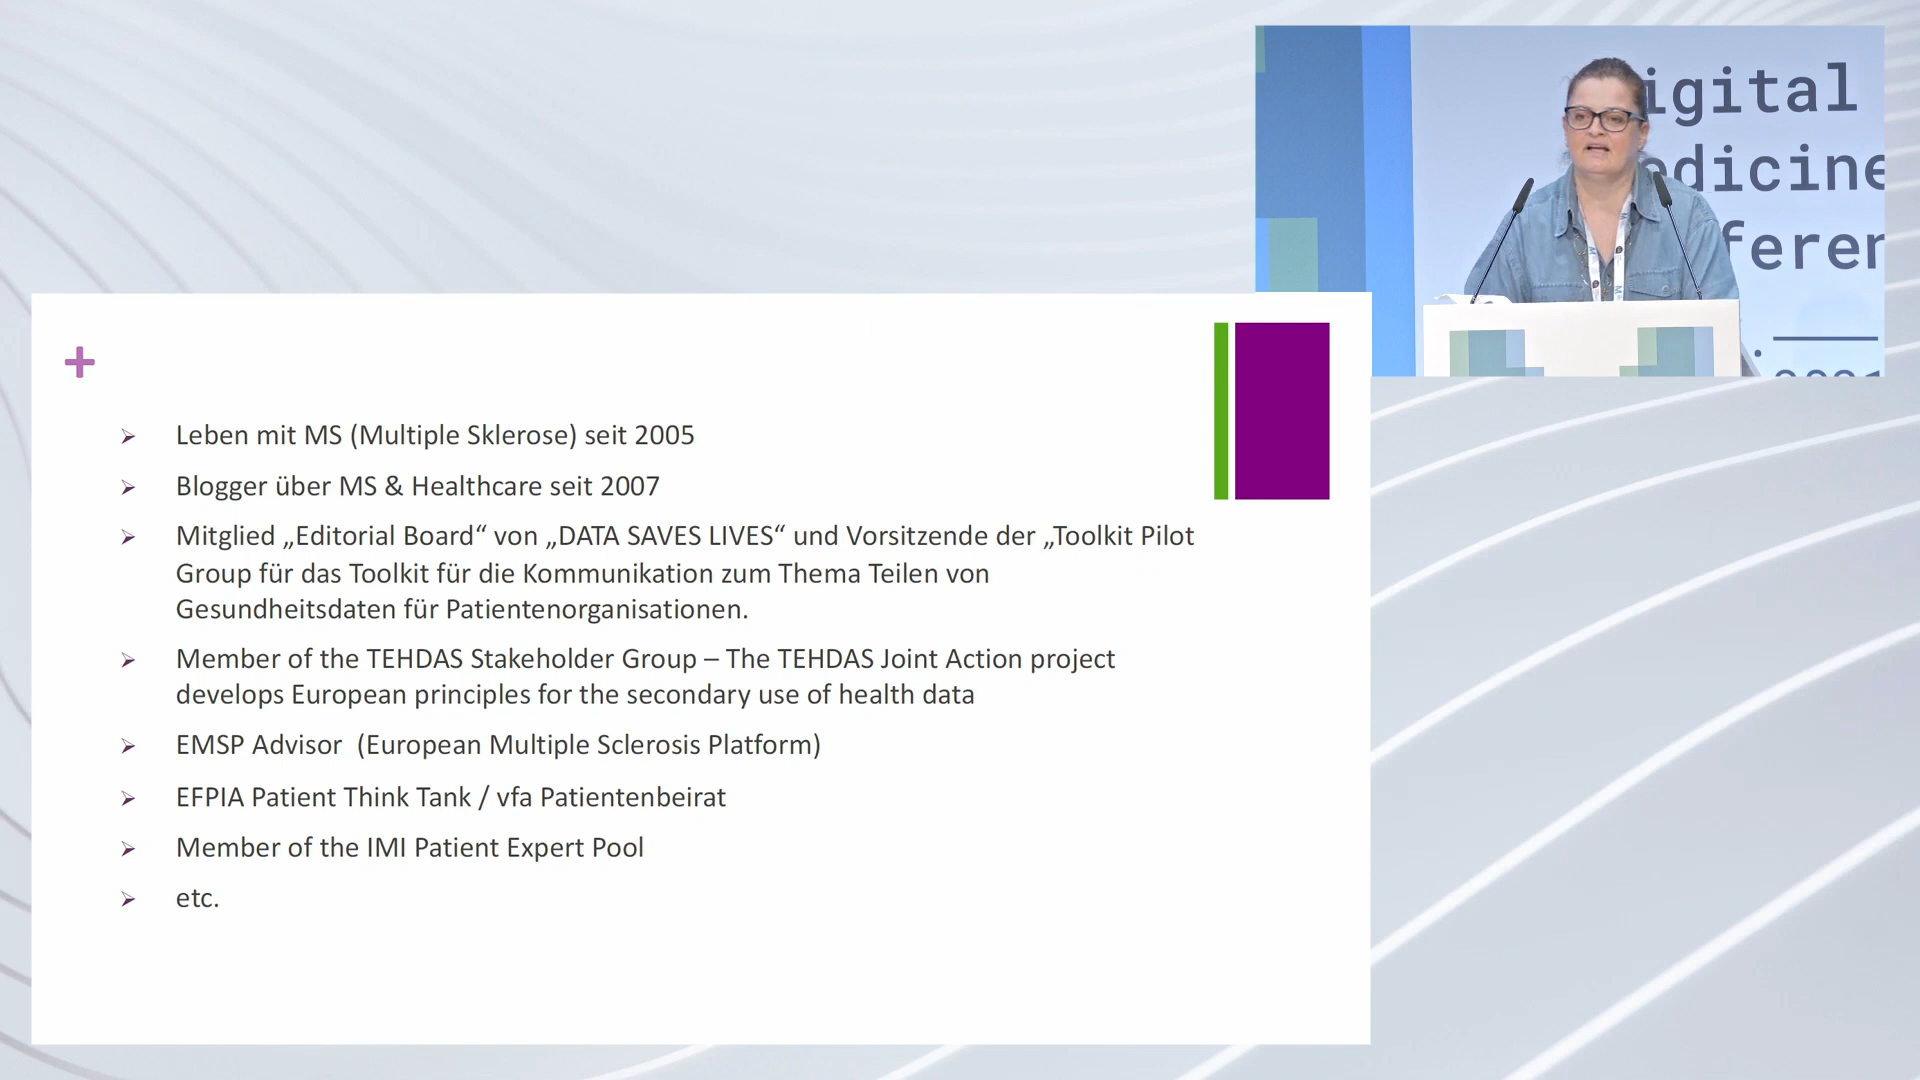 igital
edicine
feren
+
Leben mit MS (Multiple Sklerose) seit 2005
Blogger über MS & Healthcare seit 2007
Mitglied „Editorial Board“ von „DATA SAVES LIVES“ und Vorsitzende der „Toolkit Pilot
Group für das Toolkit für die Kommunikation zum Thema Teilen von
Gesundheitsdaten für Patientenorganisationen.
Member of the TEHDAS Stakeholder Group – The TEHDAS Joint Action project
develops European principles for the secondary use of health data
EMSP Advisor  (European Multiple Sclerosis Platform)
EFPIA Patient Think Tank / vfa Patientenbeirat
Member of the IMI Patient Expert Pool
etc.